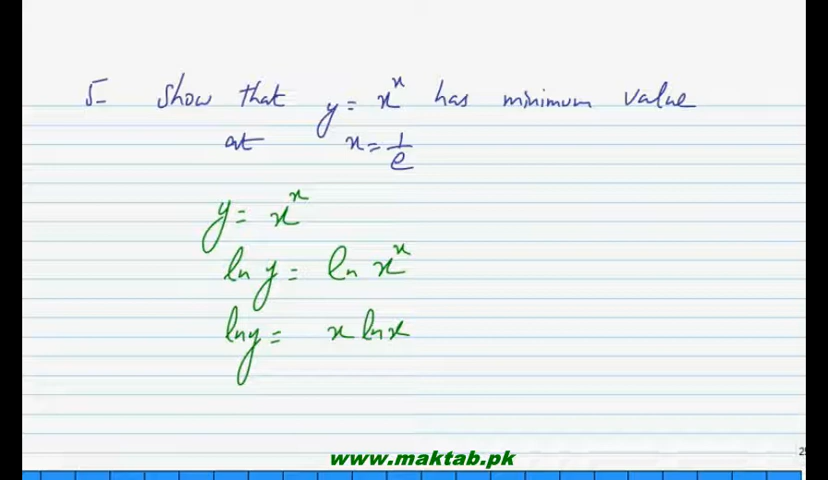 5- Show that y = x^x has minimum value
at x = 1/e
y = x^x
ln y = ln x^x
ln y = x ln x
www.maktab.pk